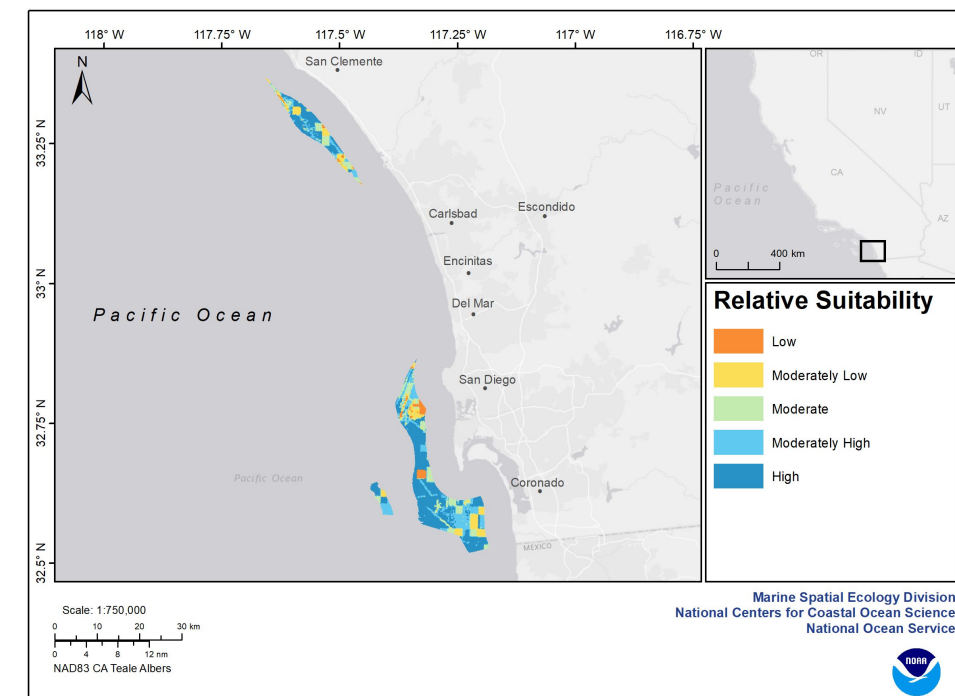 118° W
117.75° W
117.5° W
117.25° W
117° W
116.75° W
N
33.25° N
33° N
32.75° N
32.5° N
San Clemente
Carlsbad
Escondido
Encinitas
Del Mar
Pacific Ocean
San Diego
Pacific Ocean
Coronado
MEXICO
OR
ID
NV
UT
CA
Pacific
Ocean
AZ
0 400 km
Relative Suitability
Low
Moderately Low
Moderate
Moderately High
High
Scale: 1:750,000
0 10 20 30 km
0 4 8 12 nm
NAD83 CA Teale Albers
Marine Spatial Ecology Division
National Centers for Coastal Ocean Science
National Ocean Service
NOAA